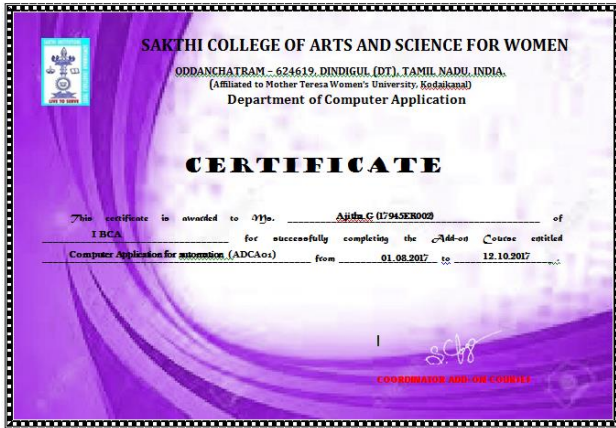 SAKTHI COLLEGE OF ARTS AND SCIENCE FOR WOMEN
ODDANCHATRAM – 624619, DINDIGUL (DT), TAMIL NADU, INDIA.
(Affiliated to Mother Teresa Women's University, Kodaikanal)
Department of Computer Application
CERTIFICATE
This certificate is awarded to Ms. Ajitha G (17945ER002) of
I BCA for successfully completing the Add-on Course entitled
Computer Application for automation (ADCA01) from 01.08.2017 to 12.10.2017 .
COORDINATOR ADD-ON COURSES